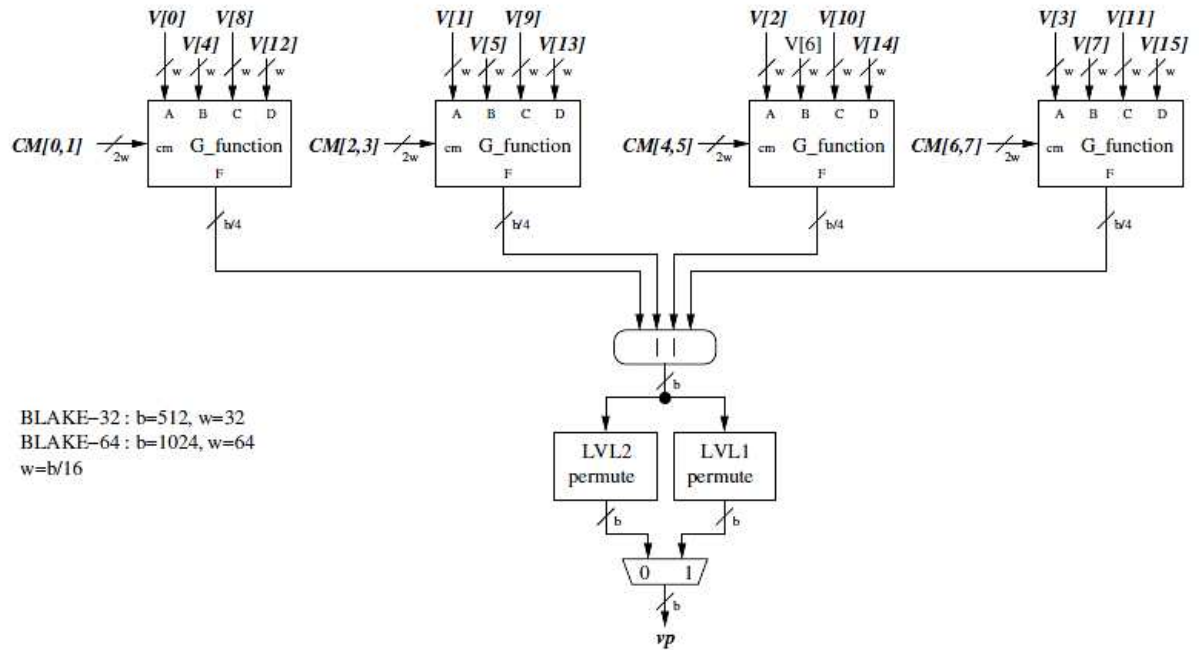 V[0] V[8] V[1] V[9] V[2] V[10] V[3] V[11]
V[4] V[12] V[5] V[13] V[6] V[14] V[7] V[15]
w w w w w w w w w w w w w w w w
A B C D A B C D A B C D A B C D
CM[0,1] 2w cm G_function CM[2,3] 2w cm G_function CM[4,5] 2w cm G_function CM[6,7] 2w cm G_function
F F F F
b/4 b/4 b/4 b/4
| |
b
BLAKE-32 : b=512, w=32
BLAKE-64 : b=1024, w=64
w=b/16
LVL2 LVL1
permute permute
b b
0 1
b
vp